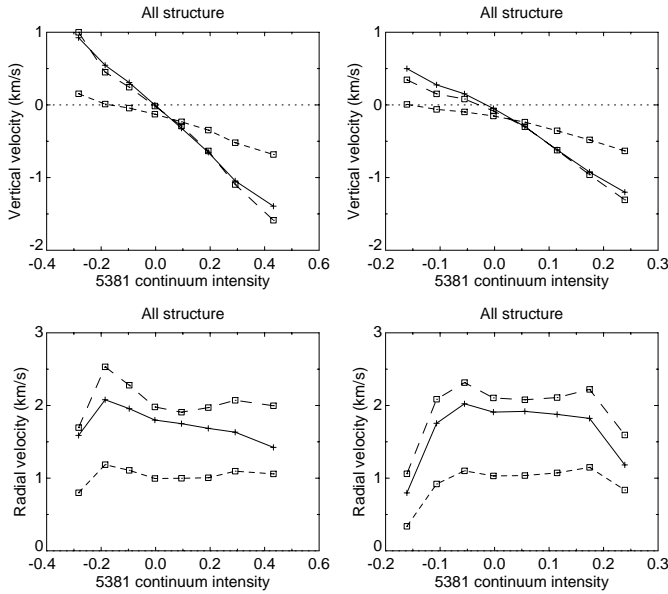 All structure
1
0
-1
-2
Vertical velocity (km/s)
-0.4 -0.2 0.0 0.2 0.4 0.6
5381 continuum intensity
All structure
1
0
-1
-2
Vertical velocity (km/s)
-0.2 -0.1 0.0 0.1 0.2 0.3
5381 continuum intensity
All structure
3
2
1
0
Radial velocity (km/s)
-0.4 -0.2 0.0 0.2 0.4 0.6
5381 continuum intensity
All structure
3
2
1
0
Radial velocity (km/s)
-0.2 -0.1 0.0 0.1 0.2 0.3
5381 continuum intensity